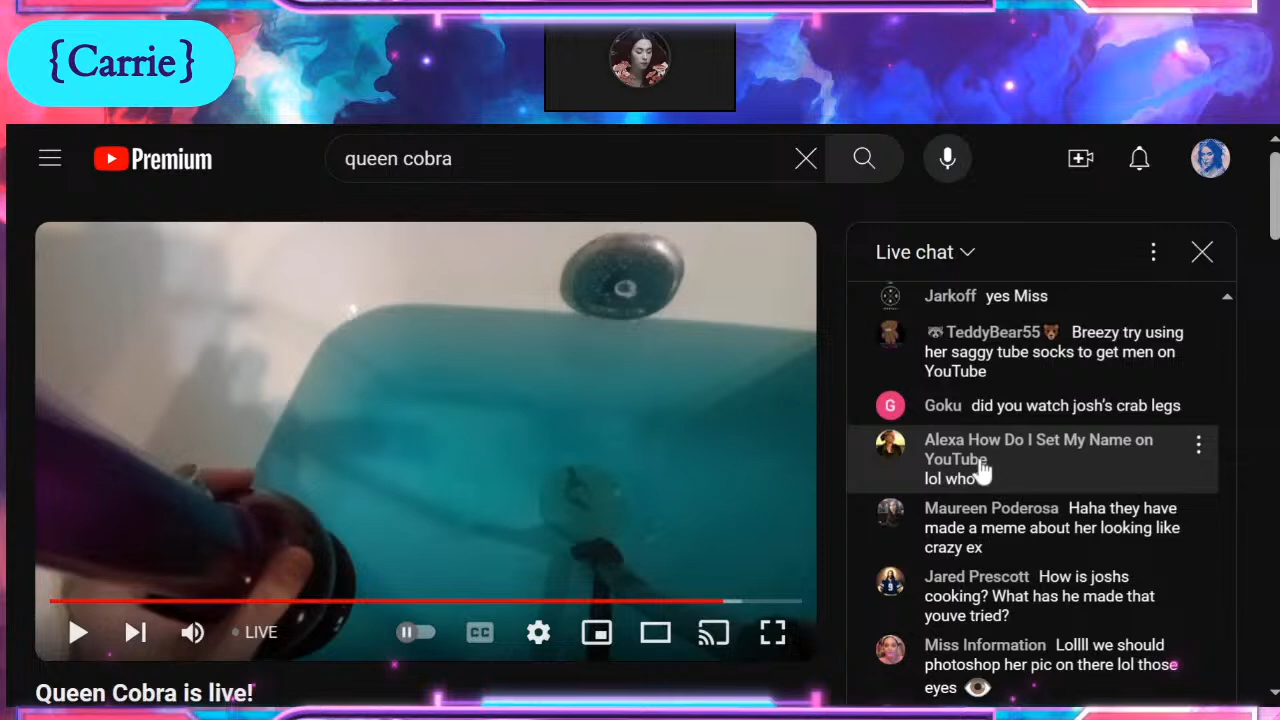 {Carrie}
Premium
queen cobra
Live chat
Jarkoff yes Miss
TeddyBear55 Breezy try using
her saggy tube socks to get men on
YouTube
G Goku did you watch josh's crab legs
Alexa How Do I Set My Name on
YouTube
lol who
Maureen Poderosa Haha they have
made a meme about her looking like
crazy ex
Jared Prescott How is joshs
cooking? What has he made that
youve tried?
Miss Information Lollll we should
photoshop her pic on there lol those
eyes
LIVE
CC
Queen Cobra is live!